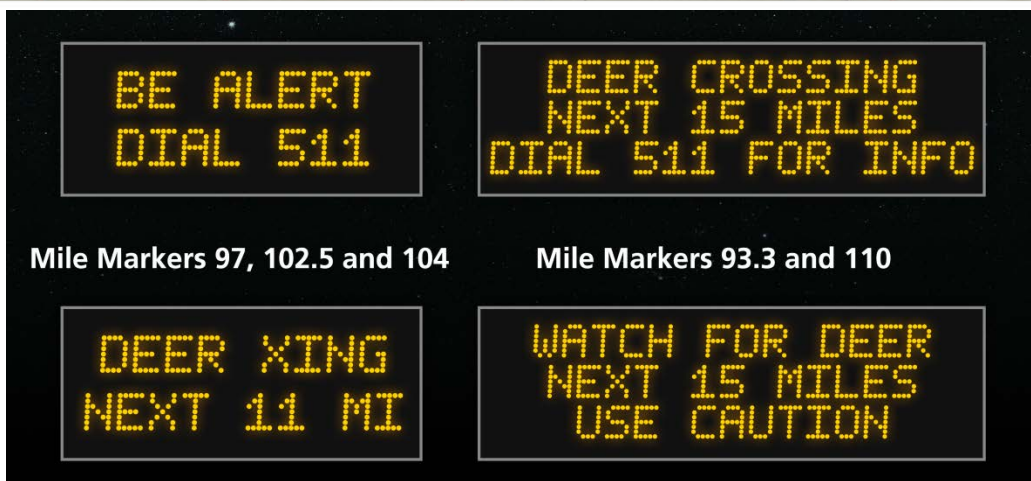 BE ALERT
DIAL 511
DEER CROSSING
NEXT 15 MILES
DIAL 511 FOR INFO
Mile Markers 97, 102.5 and 104
Mile Markers 93.3 and 110
DEER XING
NEXT 11 MI
WATCH FOR DEER
NEXT 15 MILES
USE CAUTION